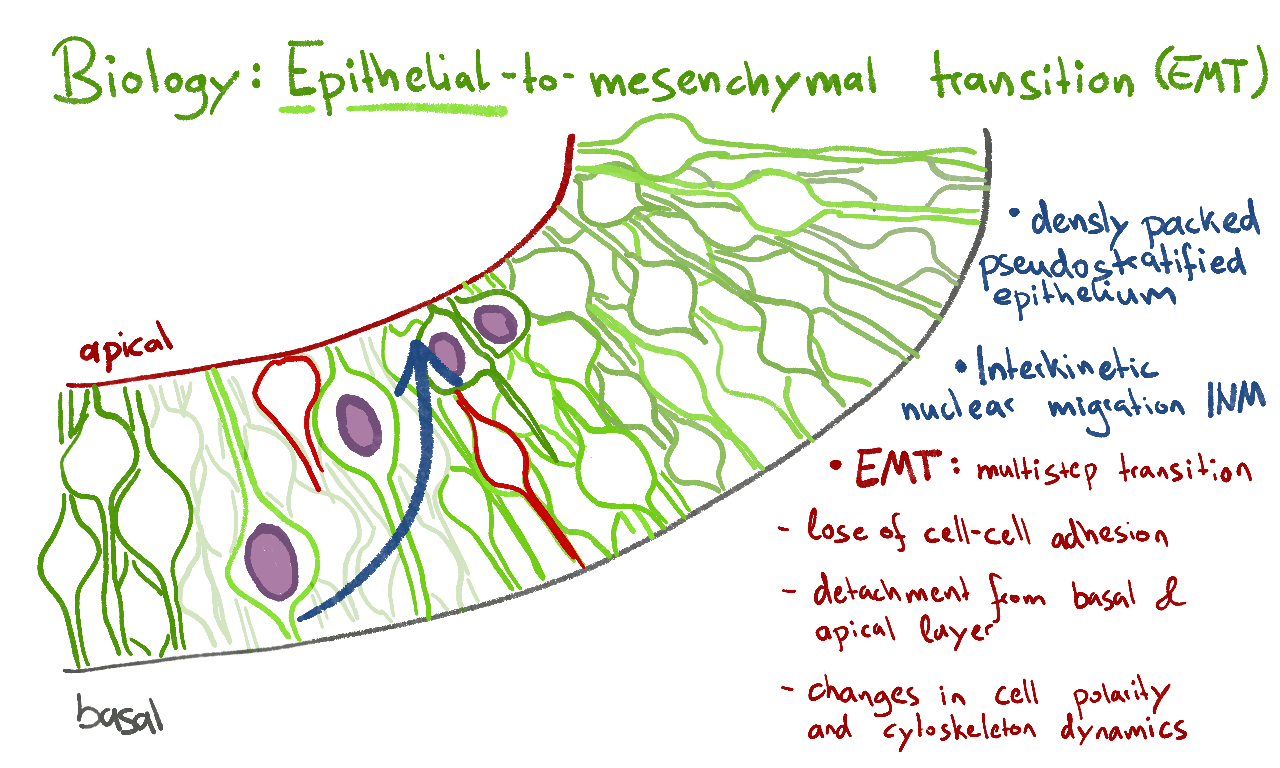 Biology: Epithelial-to-mesenchymal transition (EMT)
apical
basal
• densly packed
pseudostratified
epithelium
• Interkinetic
nuclear migration INM
• EMT: multistep transition
- lose of cell-cell adhesion
- detachment from basal &
apical layer
- changes in cell polarity
and cyloskeleton dynamics